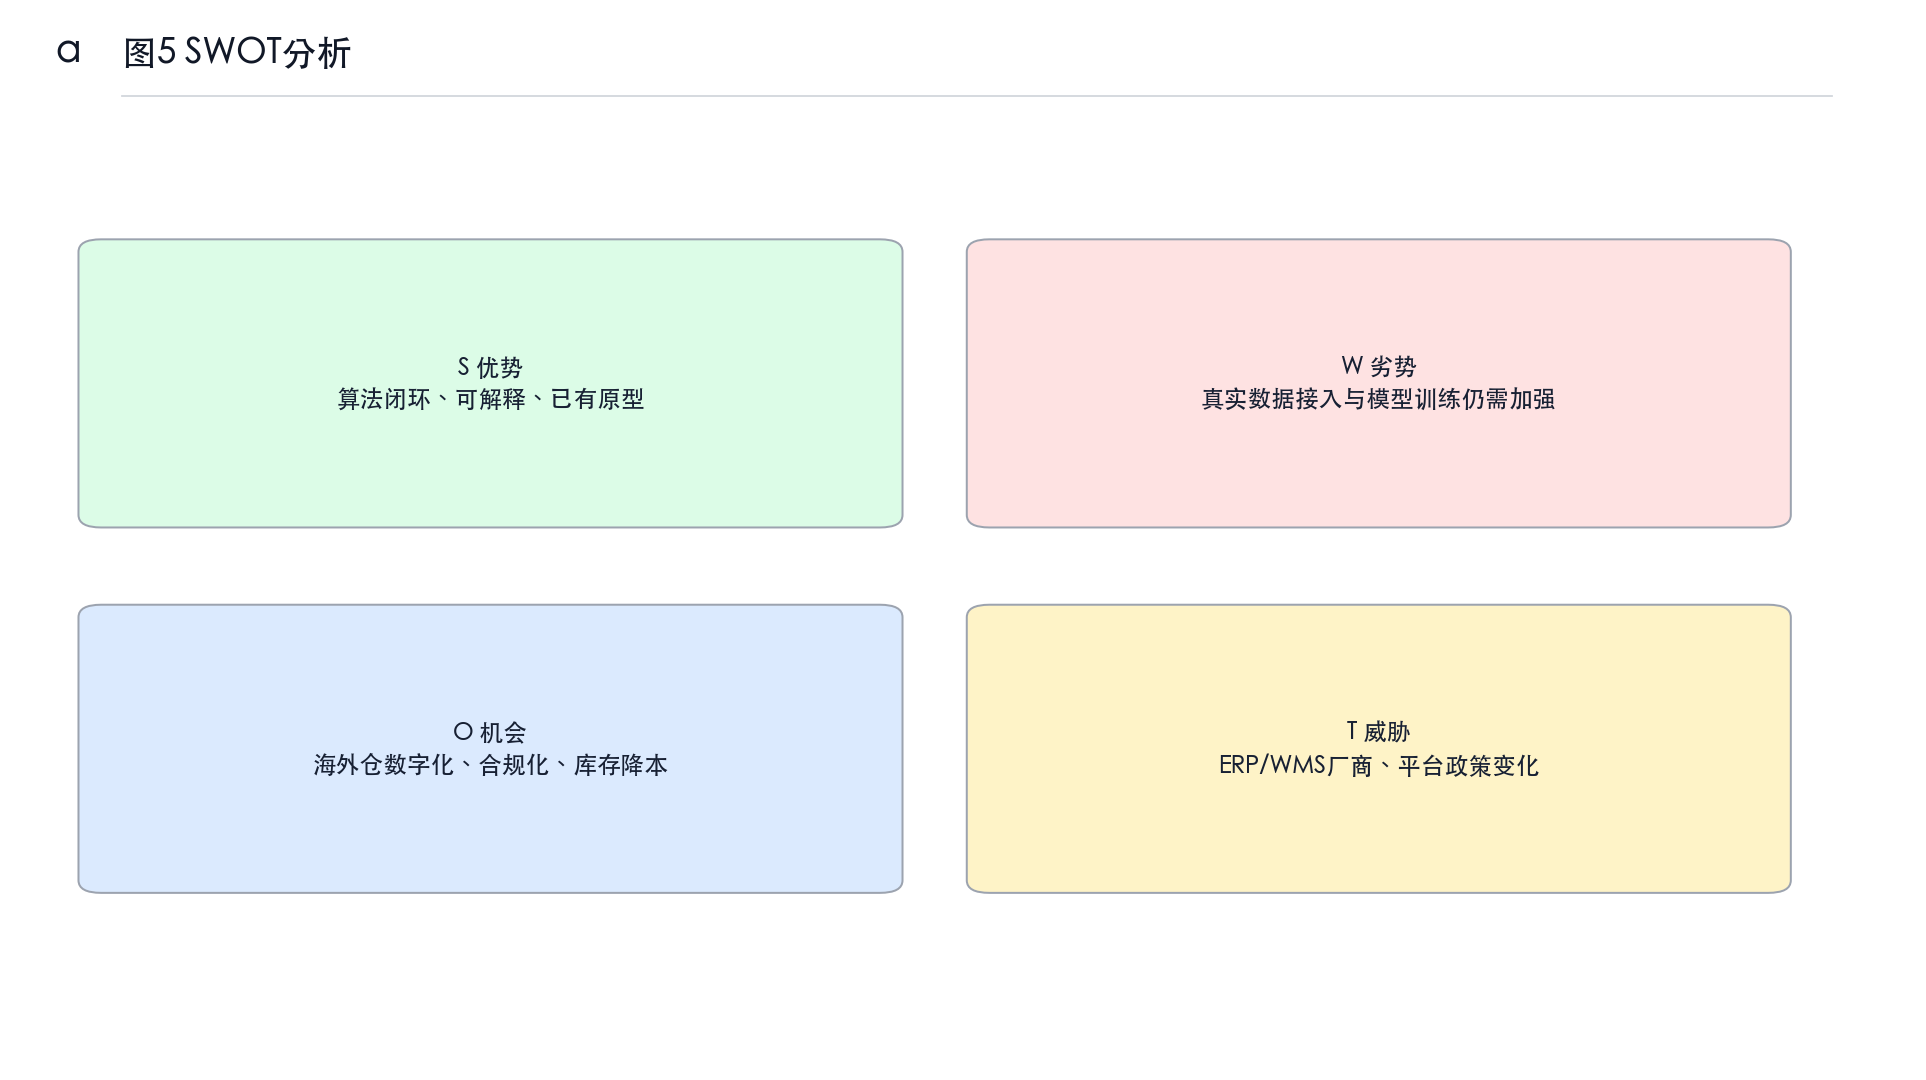 a 图5 SWOT分析
S 优势
算法闭环、可解释、已有原型
W 劣势
真实数据接入与模型训练仍需加强
O 机会
海外仓数字化、合规化、库存降本
T 威胁
ERP/WMS厂商、平台政策变化